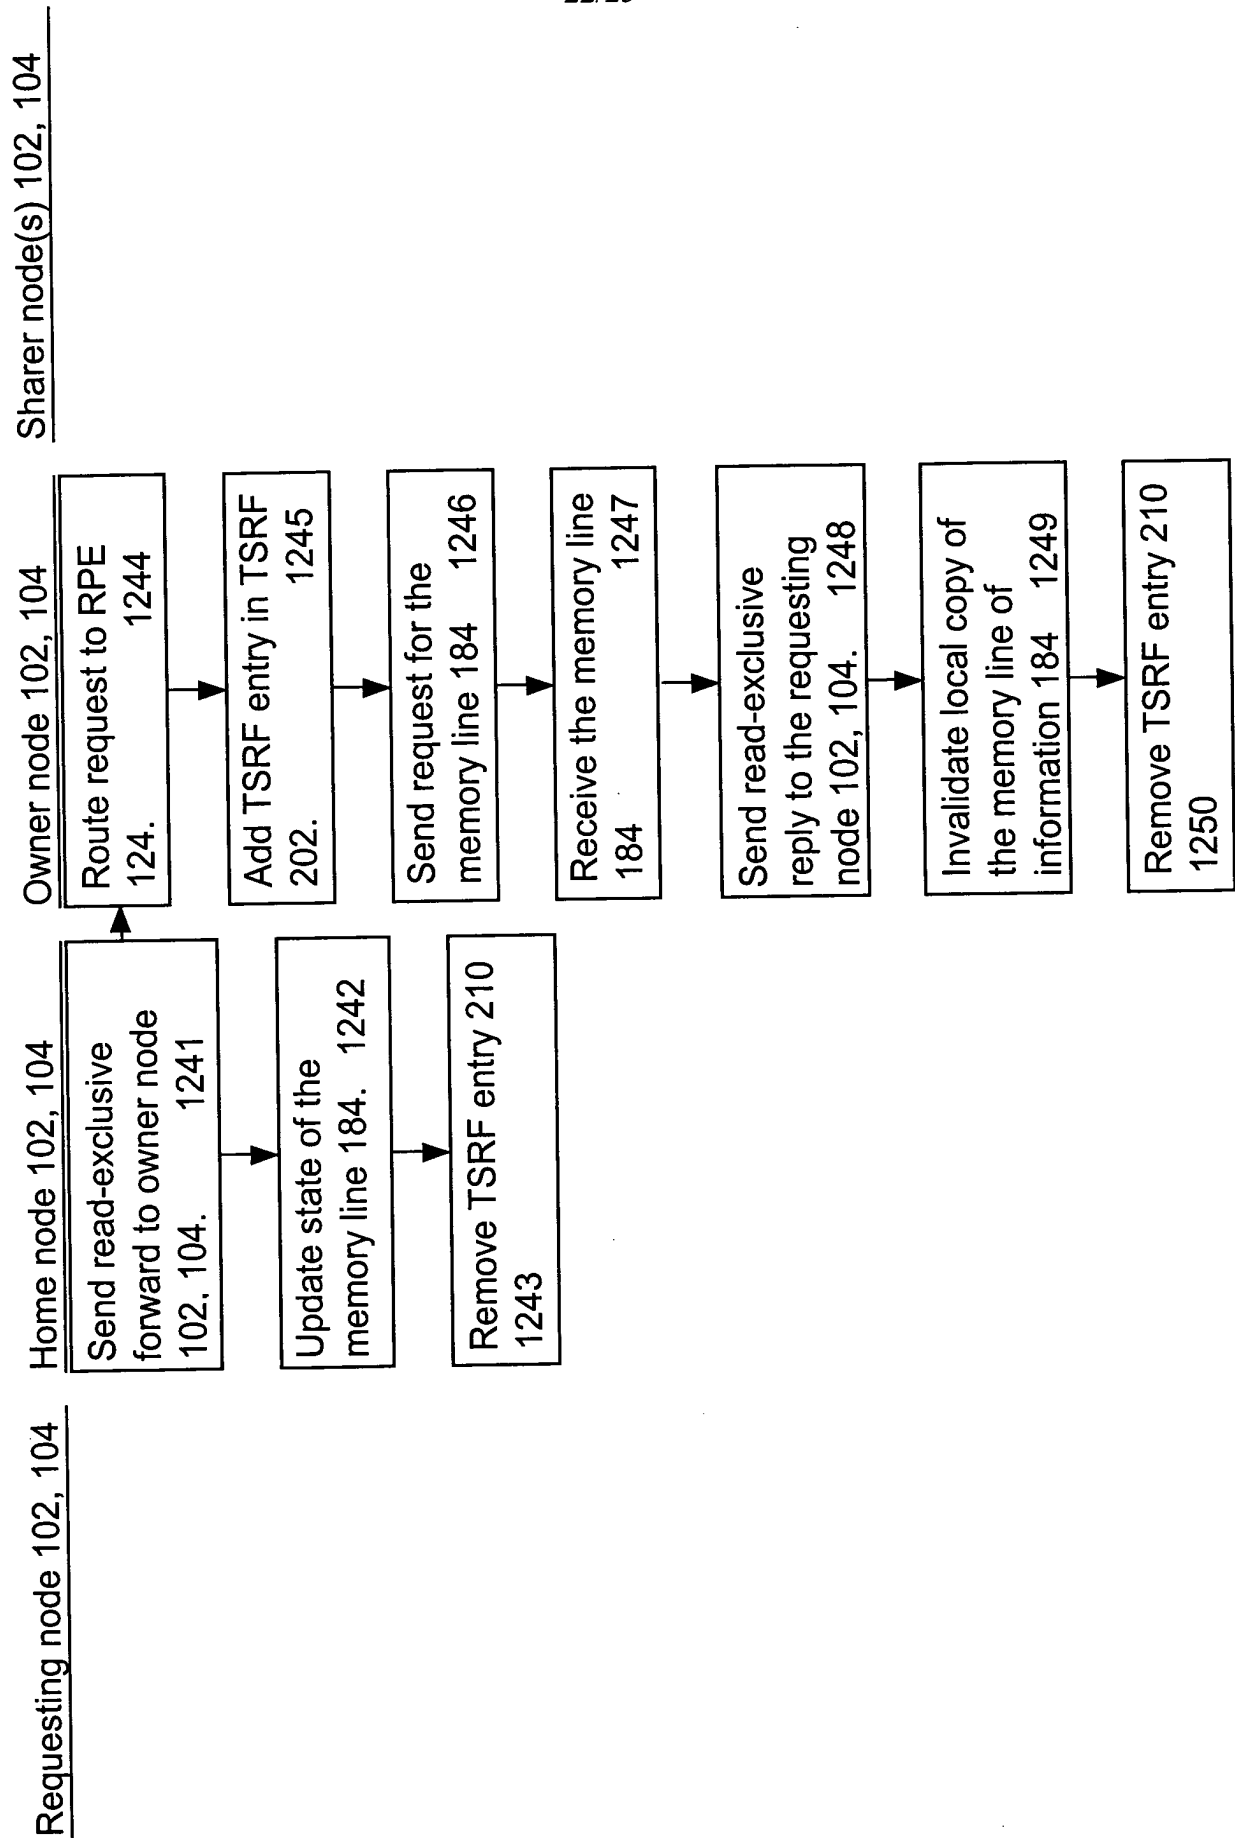 Requesting node 102, 104
Home node 102, 104
Send read-exclusive
forward to owner node
102, 104. 1241
Update state of the
memory line 184. 1242
Remove TSRF entry 210
1243
Owner node 102, 104
Route request to RPE
124. 1244
Add TSRF entry in TSRF
202. 1245
Send request for the
memory line 184 1246
Receive the memory line
184 1247
Send read-exclusive
reply to the requesting
node 102, 104. 1248
Invalidate local copy of
the memory line of
information 184 1249
Remove TSRF entry 210
1250
Sharer node(s) 102, 104